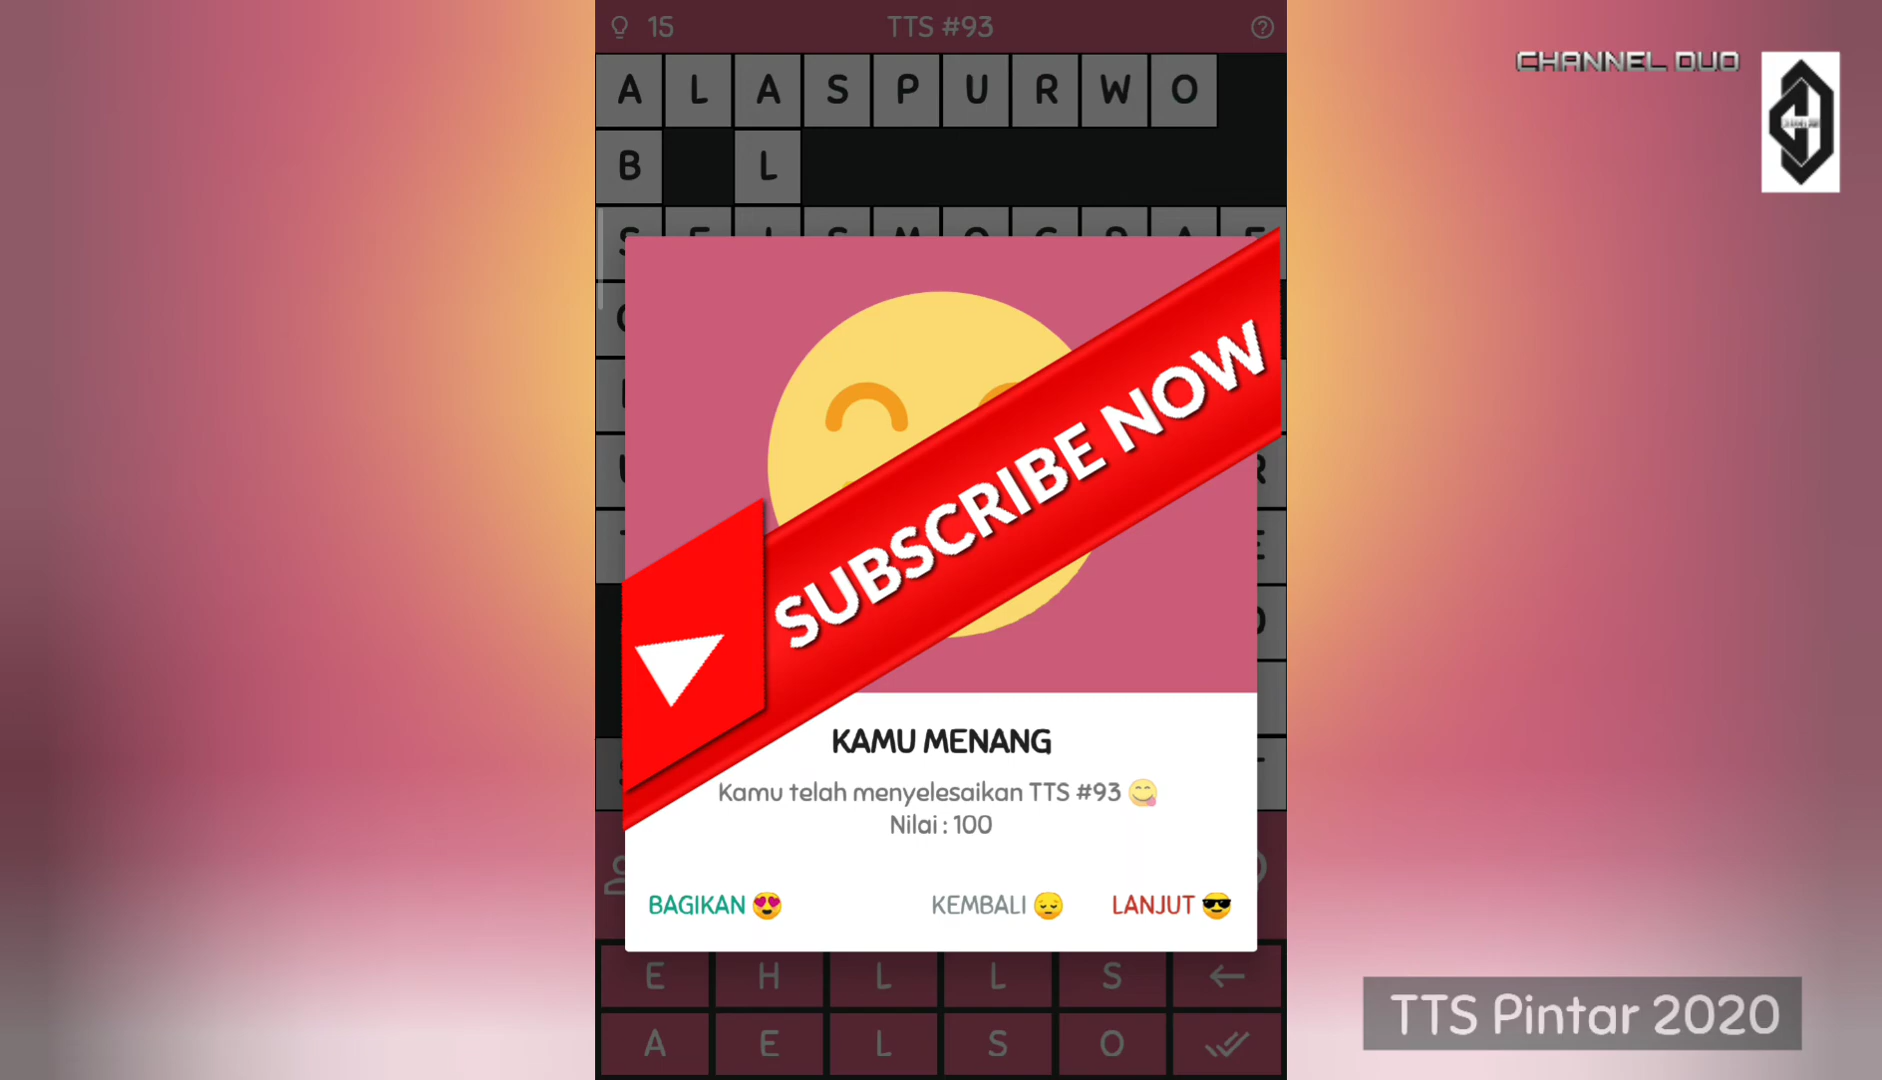 15 TTS #93
CHANNEL DUO
A L A S P U R W O
B L
SUBSCRIBE NOW
KAMU MENANG
Kamu telah menyelesaikan TTS #93 😋
Nilai : 100
BAGIKAN 😍 KEMBALI 😔 LANJUT 😎
E H L L S ←
A E L S O
TTS Pintar 2020